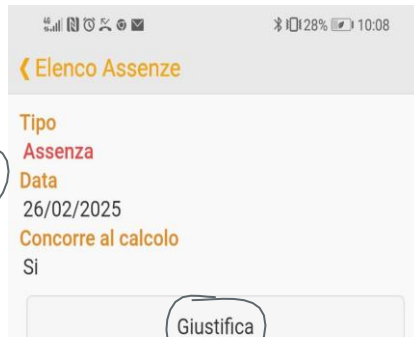 28% 10:08
❮ Elenco Assenze
Tipo
Assenza
Data
26/02/2025
Concorre al calcolo
Si
Giustifica